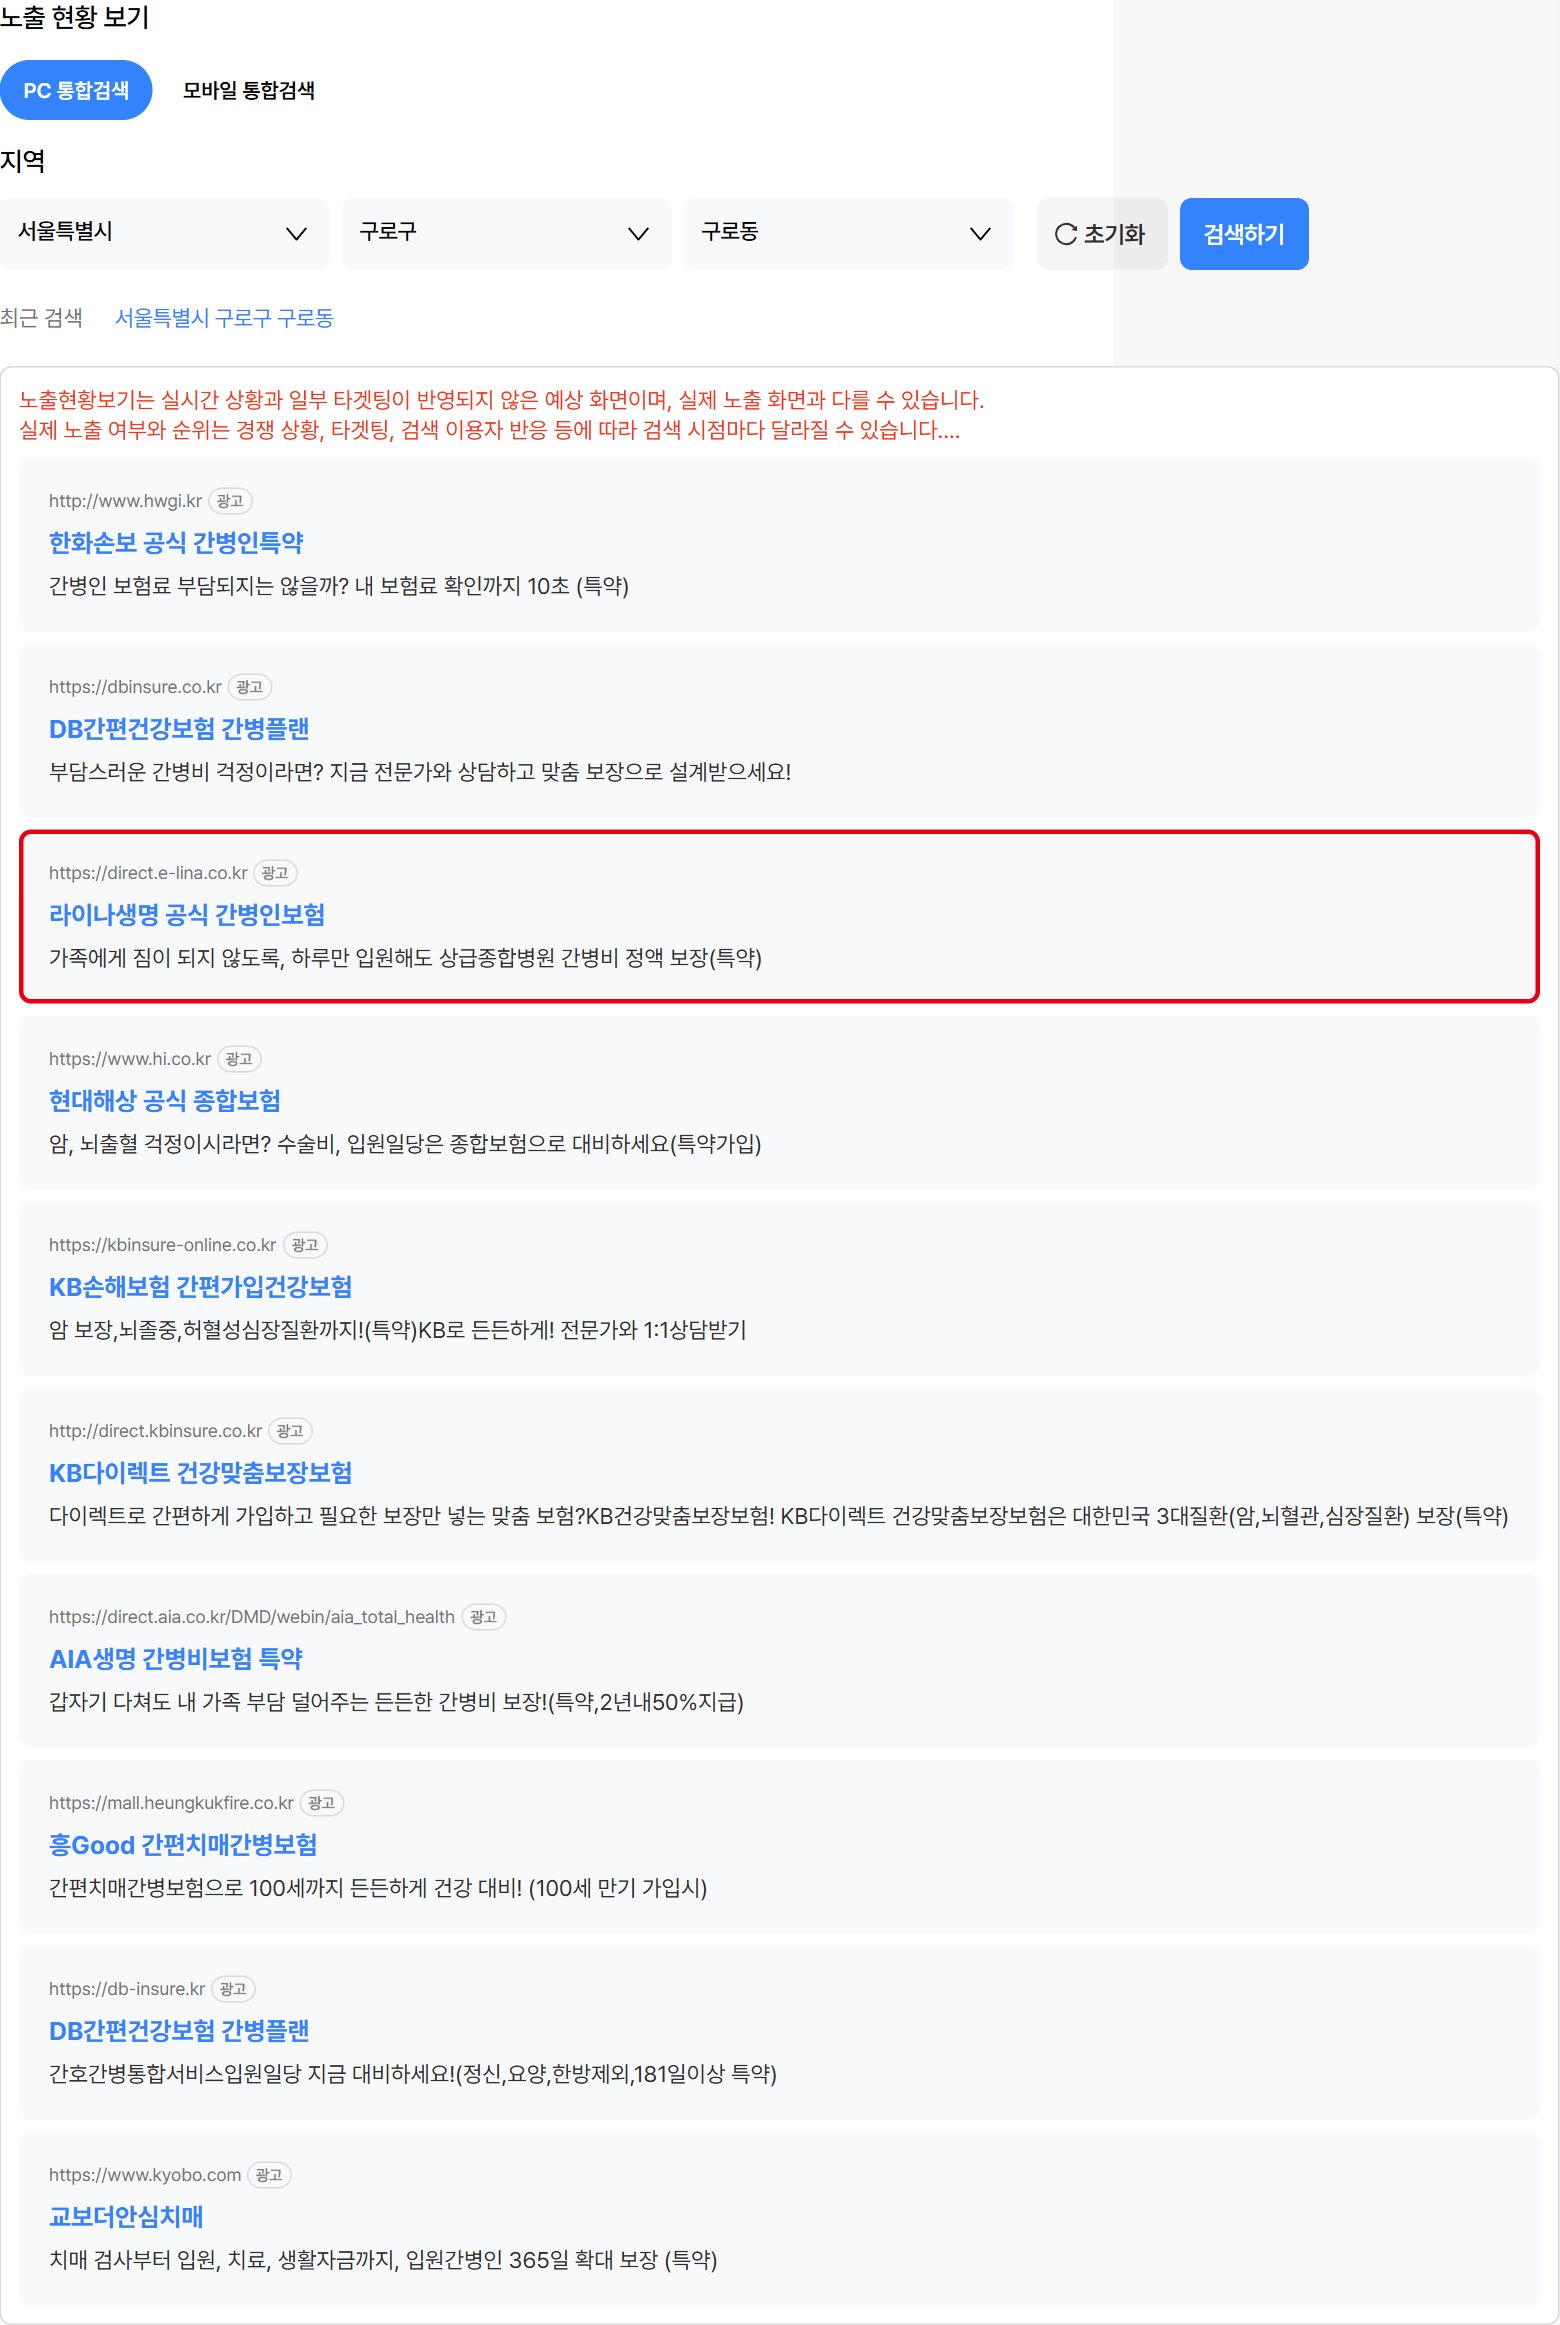 노출 현황 보기
PC 통합검색
모바일 통합검색
지역
서울특별시
구로구
구로동
초기화
검색하기
최근 검색
서울특별시 구로구 구로동
노출현황보기는 실시간 상황과 일부 타겟팅이 반영되지 않은 예상 화면이며, 실제 노출 화면과 다를 수 있습니다.
실제 노출 여부와 순위는 경쟁 상황, 타겟팅, 검색 이용자 반응 등에 따라 검색 시점마다 달라질 수 있습니다....
http://www.hwgi.kr 광고
한화손보 공식 간병인특약
간병인 보험료 부담되지는 않을까? 내 보험료 확인까지 10초 (특약)
https://dbinsure.co.kr 광고
DB간편건강보험 간병플랜
부담스러운 간병비 걱정이라면? 지금 전문가와 상담하고 맞춤 보장으로 설계받으세요!
https://direct.e-lina.co.kr 광고
라이나생명 공식 간병인보험
가족에게 짐이 되지 않도록, 하루만 입원해도 상급종합병원 간병비 정액 보장(특약)
https://www.hi.co.kr 광고
현대해상 공식 종합보험
암, 뇌출혈 걱정이시라면? 수술비, 입원일당은 종합보험으로 대비하세요(특약가입)
https://kbinsure-online.co.kr 광고
KB손해보험 간편가입건강보험
암 보장,뇌졸중,허혈성심장질환까지!(특약)KB로 든든하게! 전문가와 1:1상담받기
http://direct.kbinsure.co.kr 광고
KB다이렉트 건강맞춤보장보험
다이렉트로 간편하게 가입하고 필요한 보장만 넣는 맞춤 보험?KB건강맞춤보장보험! KB다이렉트 건강맞춤보장보험은 대한민국 3대질환(암,뇌혈관,심장질환) 보장(특약)
https://direct.aia.co.kr/DMD/webin/aia_total_health 광고
AIA생명 간병비보험 특약
갑자기 다쳐도 내 가족 부담 덜어주는 든든한 간병비 보장!(특약,2년내50%지급)
https://mall.heungkukfire.co.kr 광고
흥Good 간편치매간병보험
간편치매간병보험으로 100세까지 든든하게 건강 대비! (100세 만기 가입시)
https://db-insure.kr 광고
DB간편건강보험 간병플랜
간호간병통합서비스입원일당 지금 대비하세요!(정신,요양,한방제외,181일이상 특약)
https://www.kyobo.com 광고
교보더안심치매
치매 검사부터 입원, 치료, 생활자금까지, 입원간병인 365일 확대 보장 (특약)